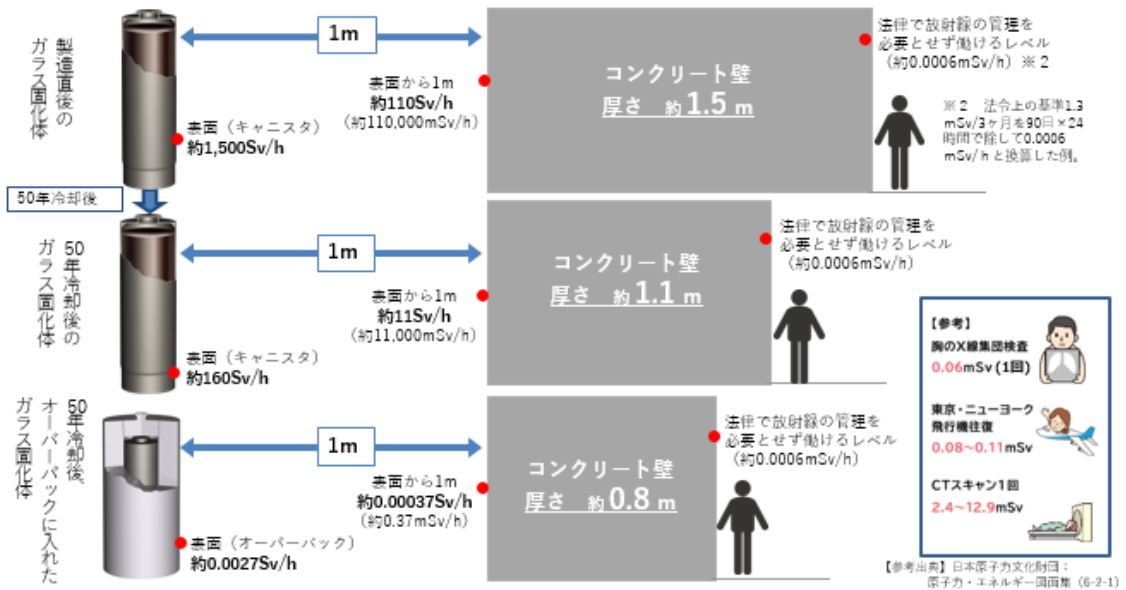 製造直後の
ガラス固化体
1m
表面(キャニスタ)
約1,500Sv/h
表面から1m
約110Sv/h
(約110,000mSv/h)
コンクリート壁
厚さ 約1.5 m
法律で放射線の管理を
必要とせず働けるレベル
(約0.0006mSv/h)※2
※2 法令上の基準1.3
mSv/3ヶ月を90日×24
時間で除して0.0006
mSv/hと換算した例。
50年冷却後
50年冷却後の
ガラス固化体
1m
表面(キャニスタ)
約160Sv/h
表面から1m
約11Sv/h
(約11,000mSv/h)
コンクリート壁
厚さ 約1.1 m
法律で放射線の管理を
必要とせず働けるレベル
(約0.0006mSv/h)
50年冷却後、
オーバーパックに入れた
ガラス固化体
1m
表面(オーバーパック)
約0.0027Sv/h
表面から1m
約0.00037Sv/h
(約0.37mSv/h)
コンクリート壁
厚さ 約0.8 m
法律で放射線の管理を
必要とせず働けるレベル
(約0.0006mSv/h)
【参考】
胸のX線集団検査
0.06mSv(1回)
東京・ニューヨーク
飛行機往復
0.08~0.11mSv
CTスキャン1回
2.4~12.9mSv
【参考出典】日本原子力文化財団:
原子力・エネルギー図面集(6-2-1)